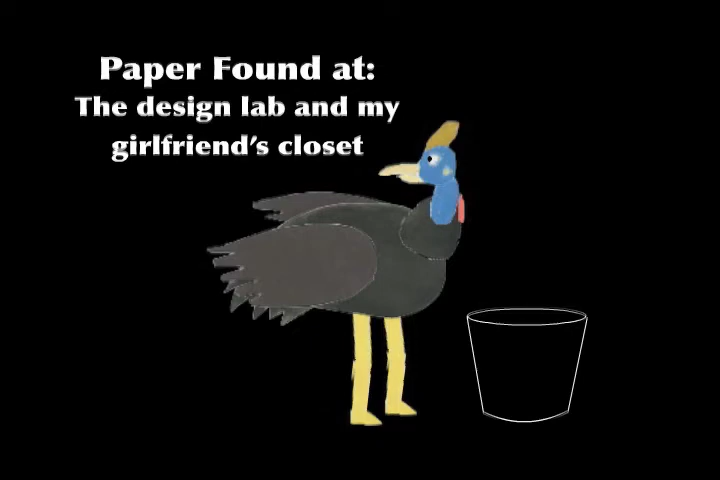 Paper Found at:
The design lab and my
girlfriend's closet